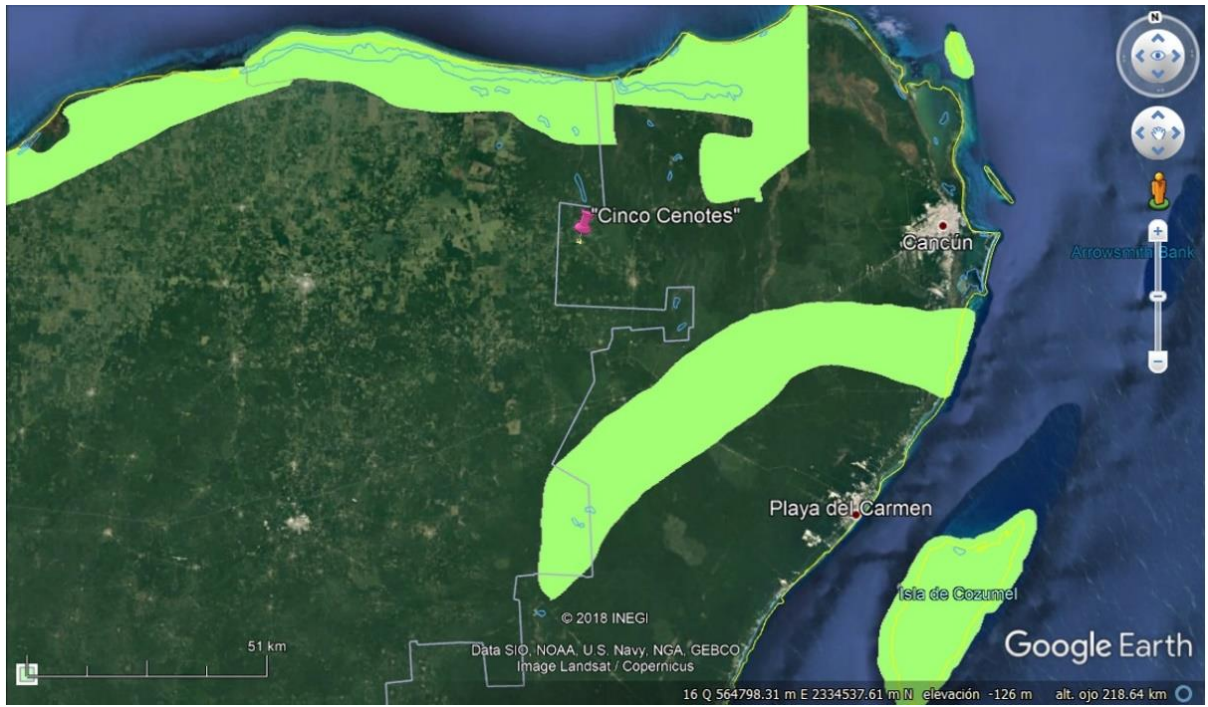 N
"Cinco Cenotes"
Cancún
Arrowsmith Bank
Playa del Carmen
Isla de Cozumel
© 2018 INEGI
51 km
Data SIO, NOAA, U.S. Navy, NGA, GEBCO
Image Landsat / Copernicus
Google Earth
16 Q 564798.31 m E 2334537.61 m N elevación -126 m alt. ojo 218.64 km